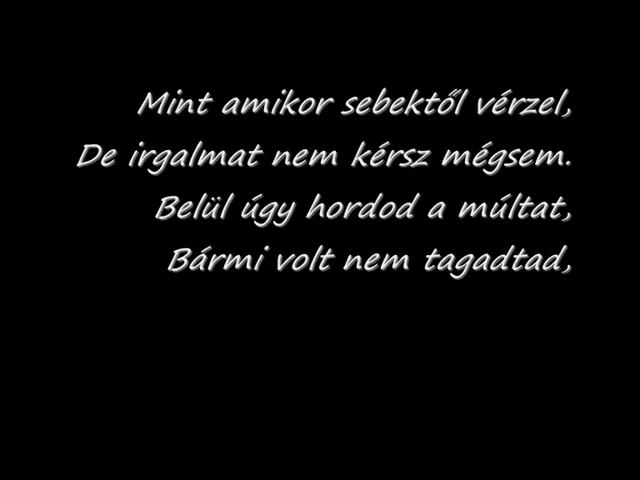 Mint amikor sebektől vérzel,
De irgalmat nem kérsz mégsem.
Belül úgy hordod a múltat,
Bármi volt nem tagadtad,